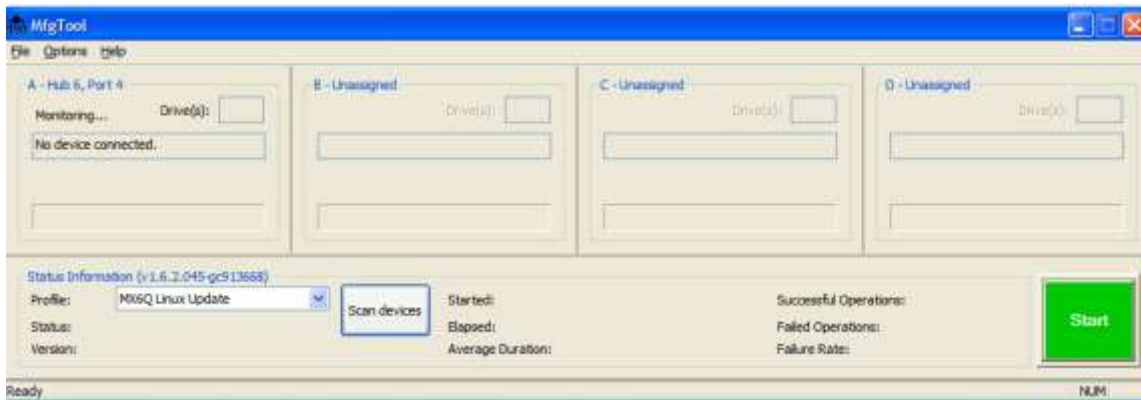 MfgTool
File Options Help
A - Hub 6, Port 4
B - Unassigned
C - Unassigned
D - Unassigned
Monitoring... Drive(s):
Drive(s):
Drive(s):
Drive(s):
No device connected.
Status Information (v1.6.2.045-gc913668)
Profile: MX6Q Linux Update
Scan devices
Status:
Version:
Started:
Elapsed:
Average Duration:
Successful Operations:
Failed Operations:
Failure Rate:
Start
Ready
NUM